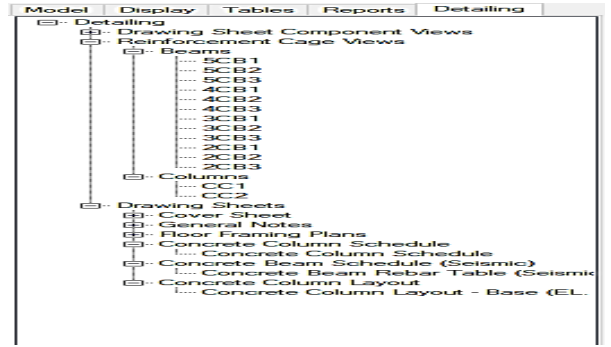 Model Display Tables Reports Detailing
Detailing
Drawing Sheet Component Views
Reinforcement Cage Views
Beams
5CB1
5CB2
5CB3
4CB1
4CB2
4CB3
3CB1
3CB2
3CB3
2CB1
2CB2
2CB3
Columns
CC1
CC2
Drawing Sheets
Cover Sheet
General Notes
Floor Framing Plans
Concrete Column Schedule
Concrete Column Schedule
Concrete Beam Schedule (Seismic)
Concrete Beam Rebar Table (Seismic
Concrete Column Layout
Concrete Column Layout - Base (EL.